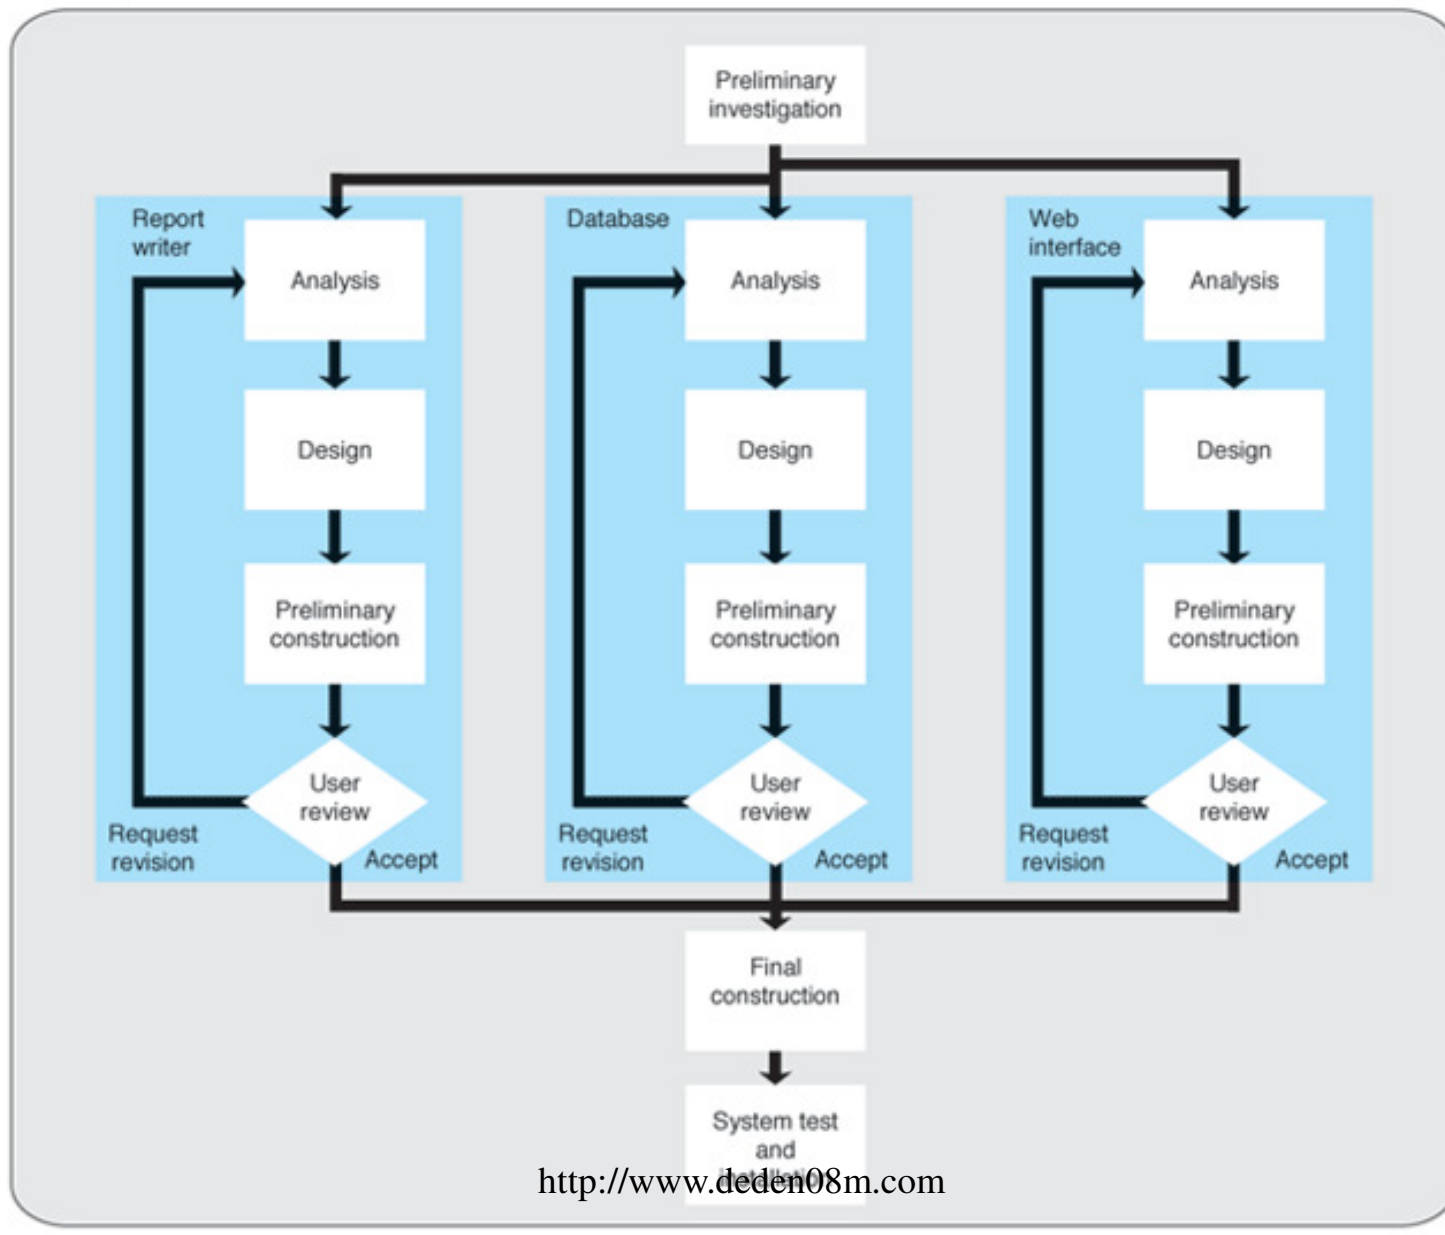 Preliminary
investigation
Report
writer
Analysis
Design
Preliminary
construction
User
review
Request
revision
Accept
Database
Analysis
Design
Preliminary
construction
User
review
Request
revision
Accept
Web
interface
Analysis
Design
Preliminary
construction
User
review
Request
revision
Accept
Final
construction
System test
and
installation
http://www.deden08m.com